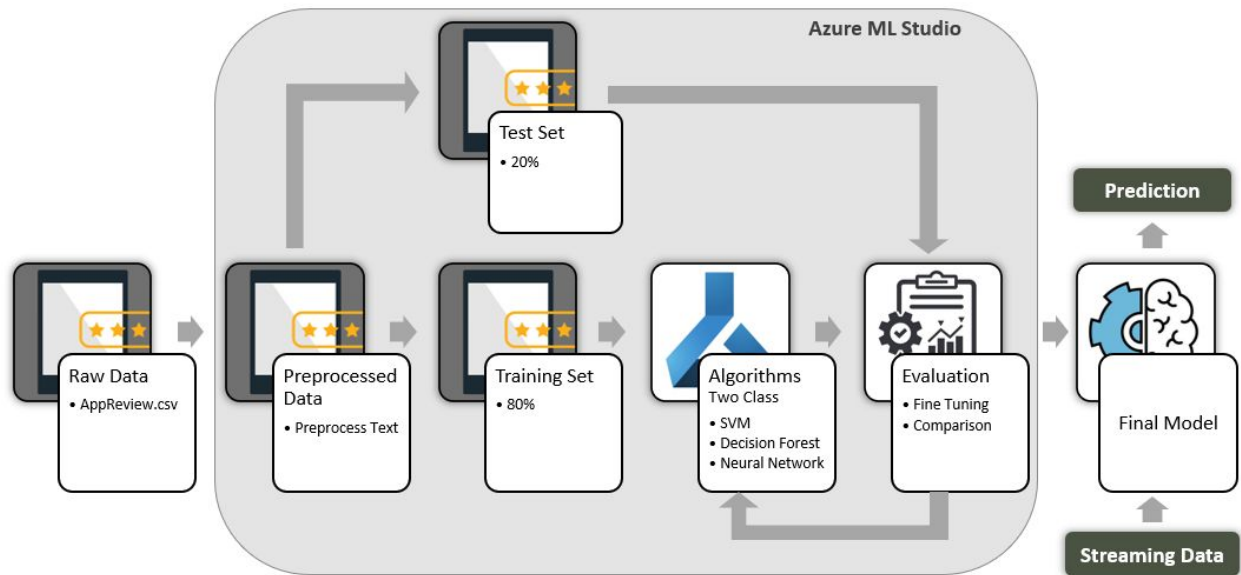 Azure ML Studio
Test Set
• 20%
Prediction
Raw Data
• AppReview.csv
Preprocessed
Data
• Preprocess Text
Training Set
• 80%
Algorithms
Two Class
• SVM
• Decision Forest
• Neural Network
Evaluation
• Fine Tuning
• Comparison
Final Model
Streaming Data